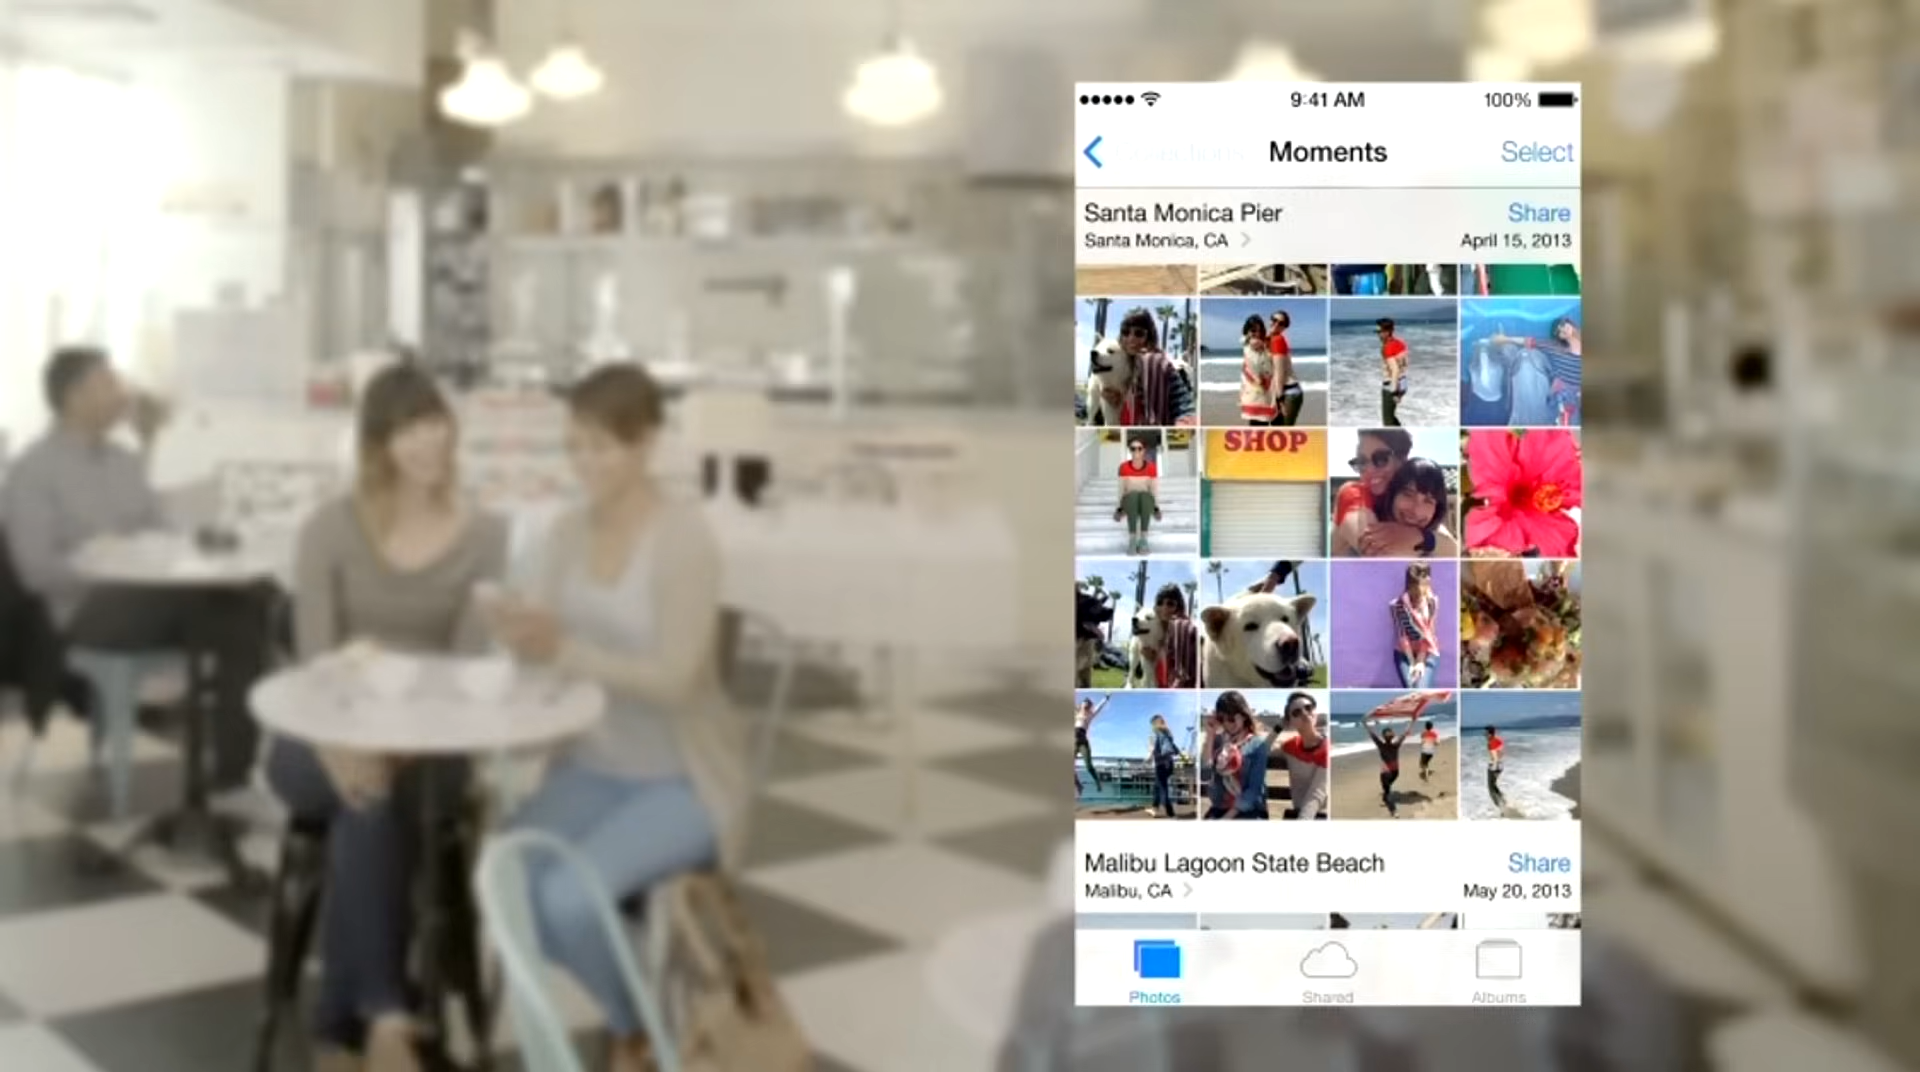 9:41 AM
100%
Moments
Select
Santa Monica Pier
Share
Santa Monica, CA
April 15, 2013
SHOP
Malibu Lagoon State Beach
Share
Malibu, CA
May 20, 2013
Photos
Shared
Albums